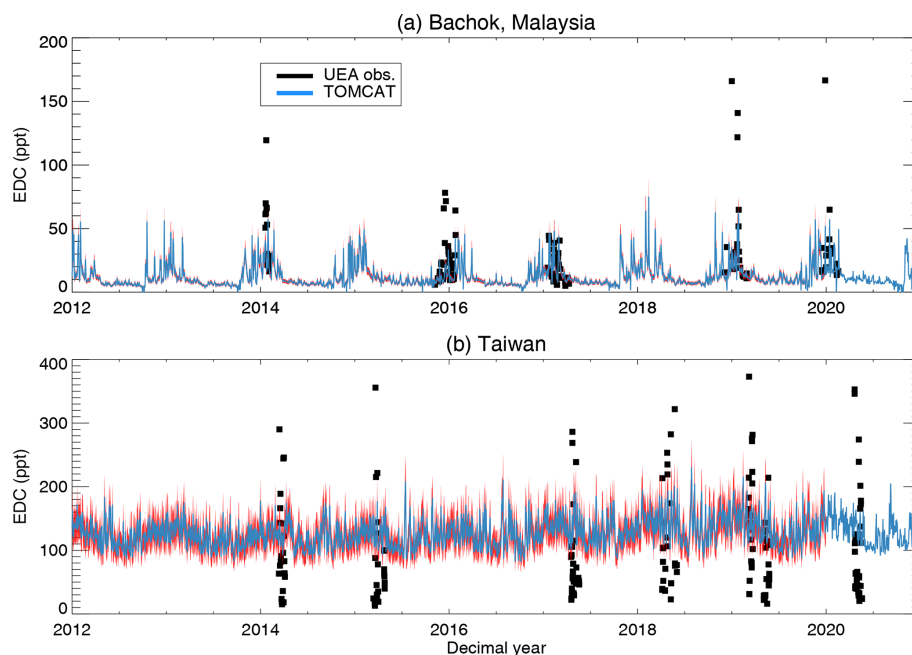 (a) Bachok, Malaysia
200
150
100
50
0
EDC (ppt)
UEA obs.
TOMCAT
2012 2014 2016 2018 2020
(b) Taiwan
400
300
200
100
0
EDC (ppt)
2012 2014 2016 2018 2020
Decimal year